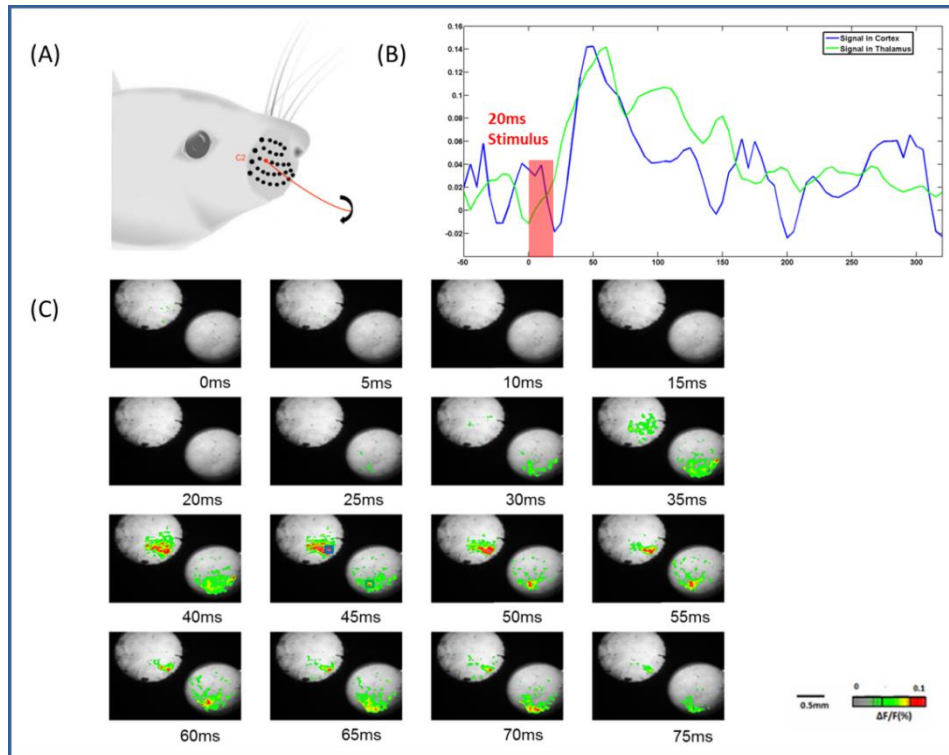 (A)
C2
(B)
0.16
0.14
0.12
0.1
0.08
0.06
0.04
0.02
0
-0.02
-50
0
50
100
150
200
250
300
Signal in Cortex
Signal in Thalamus
20ms
Stimulus
(C)
0ms
5ms
10ms
15ms
20ms
25ms
30ms
35ms
40ms
45ms
50ms
55ms
60ms
65ms
70ms
75ms
0.5mm
0
0.1
ΔF/F(%)